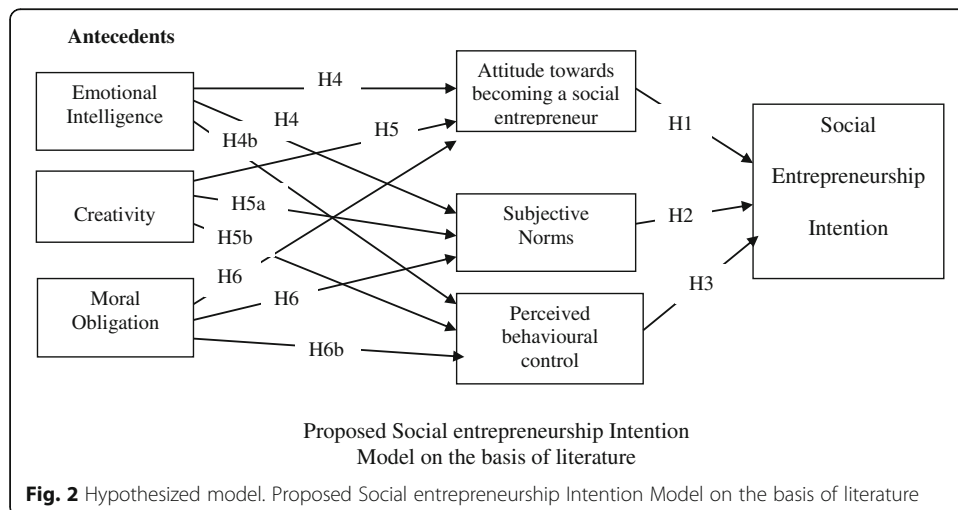 Antecedents
Emotional
Intelligence
Creativity
Moral
Obligation
H4
H4
H4b
H5
H5a
H5b
H6
H6
H6b
Attitude towards
becoming a social
entrepreneur
Subjective
Norms
Perceived
behavioural
control
H1
H2
H3
Social
Entrepreneurship
Intention
Proposed Social entrepreneurship Intention
Model on the basis of literature
Fig. 2 Hypothesized model. Proposed Social entrepreneurship Intention Model on the basis of literature